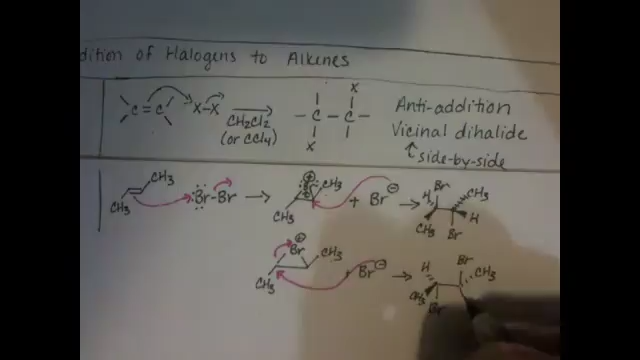 dition of Halogens to Alkenes
C=C X-X CH2Cl2 (or CCl4) X -C-C- X Anti-addition
Vicinal dihalide
↑ side-by-side
CH3 CH3 :Br-Br → CH3 CH3 + Br⊖ → H Br CH3 CH3 Br H
CH3 Br⊕ CH3 + Br⊖ → H Br CH3 CH3 Br